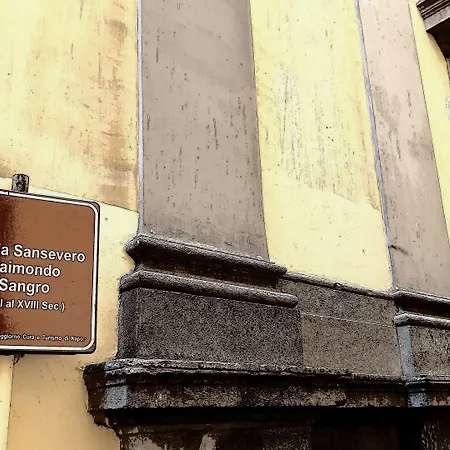 a Sansevero
aimondo
Sangro
I al XVIII Sec.)
ggiorno Cura e Turismo di Napo